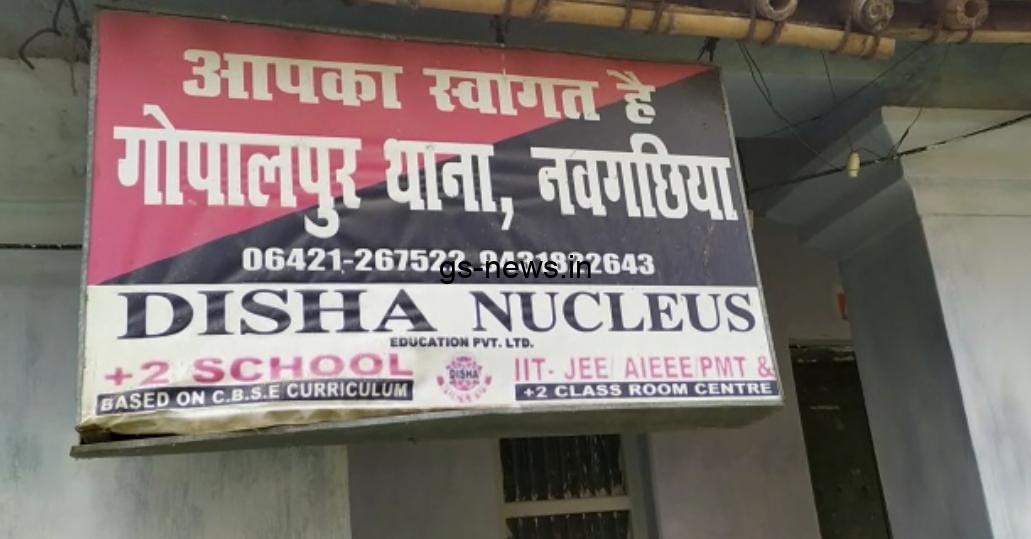 आपका स्वागत है
गोपालपुर थाना, नवगछिया
06421-267522
gs-news.in
DISHA NUCLEUS
EDUCATION PVT. LTD.
+2 SCHOOL
BASED ON C.B.S.E CURRICULUM
DISHA
IIT- JEE/ AIEEE/PMT &
+2 CLASS ROOM CENTRE